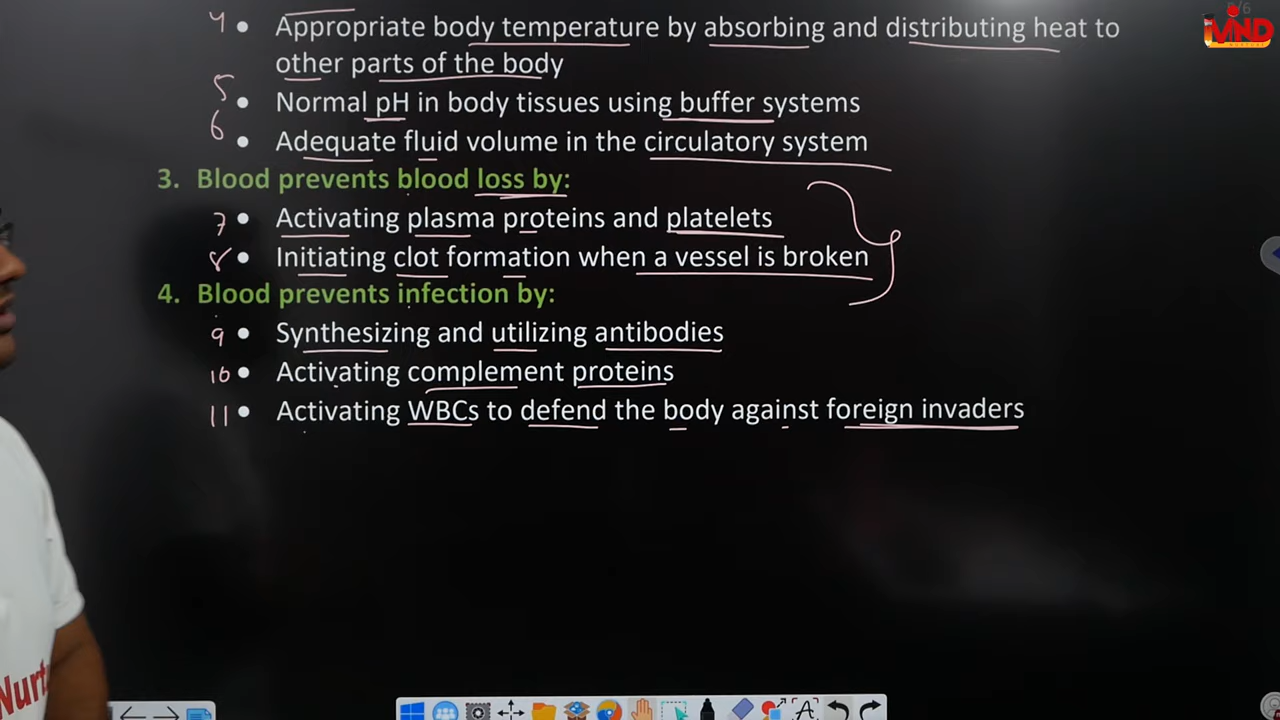 4 • Appropriate body temperature by absorbing and distributing heat to
other parts of the body
5 • Normal pH in body tissues using buffer systems
6 • Adequate fluid volume in the circulatory system
3. Blood prevents blood loss by:
7 • Activating plasma proteins and platelets
8 • Initiating clot formation when a vessel is broken
4. Blood prevents infection by:
9 • Synthesizing and utilizing antibodies
10 • Activating complement proteins
11 • Activating WBCs to defend the body against foreign invaders
Nurt